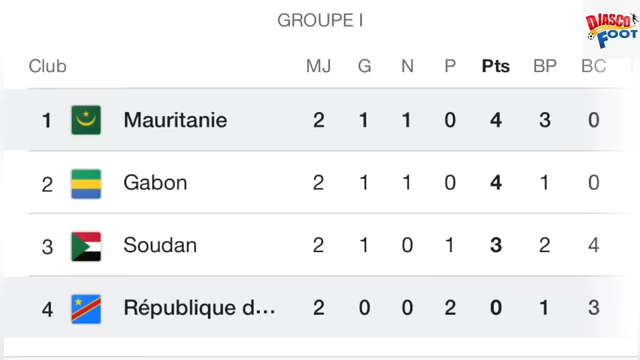 GROUPE I
DJASCO
FOOT
Club MJ G N P Pts BP BC
1 Mauritanie 2 1 1 0 4 3 0
2 Gabon 2 1 1 0 4 1 0
3 Soudan 2 1 0 1 3 2 4
4 République d... 2 0 0 2 0 1 3